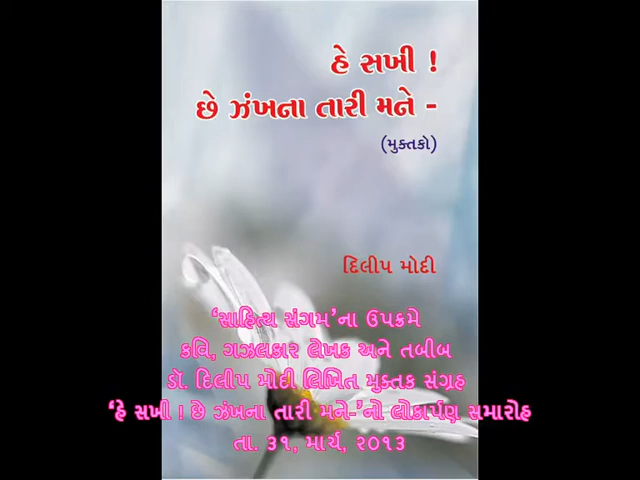 હે સખી !
છે ઝંખના તારી મને -
(મુક્તકો)
દિલીપ મોદી
‘સાહિત્ય સંગમ’ના ઉપક્રમે
કવિ, ગઝલકાર લેખક અને તબીબ
ડૉ. દિલીપ મોદી લિખિત મુક્તક સંગ્રહ
‘હે સખી ! છે ઝંખના તારી મને-’નો લોકાર્પણ સમારોહ
તા. ૩૧, માર્ચ, ૨૦૧૩